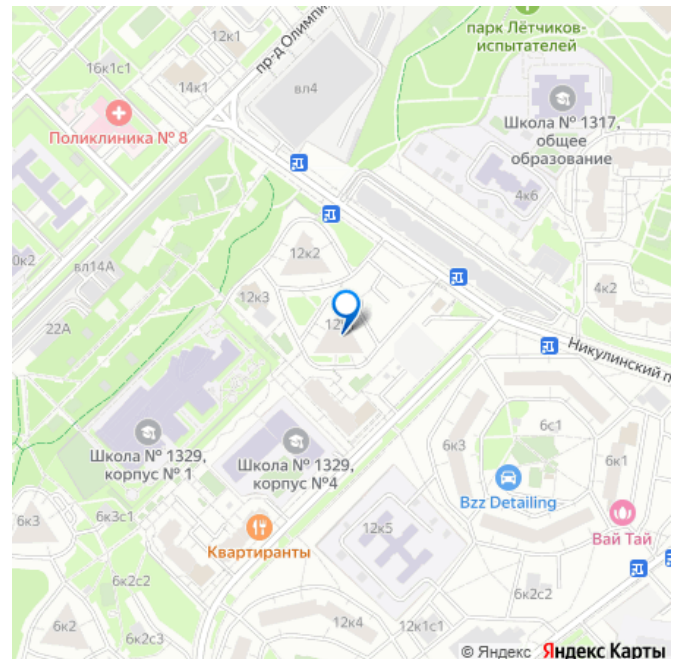 парк Лётчиков-
испытателей
12к1
пр-д Олимпи
16к1с1
14к1
вл4
Поликлиника № 8
Школа № 1317,
общее
образование
4к6
12к2
0к2
вл14А
12к3
4к2
22А
Никулинский п
6с1
6к3
6к1
Школа № 1329,
корпус № 1
Школа № 1329,
корпус №4
Bzz Detailing
6к3
6к3с1
12к5
Вай Тай
Квартиранты
6к2с2
6к2с2
6к2
6к2с3
12к4
12к1с1
© Яндекс Яндекс Карты